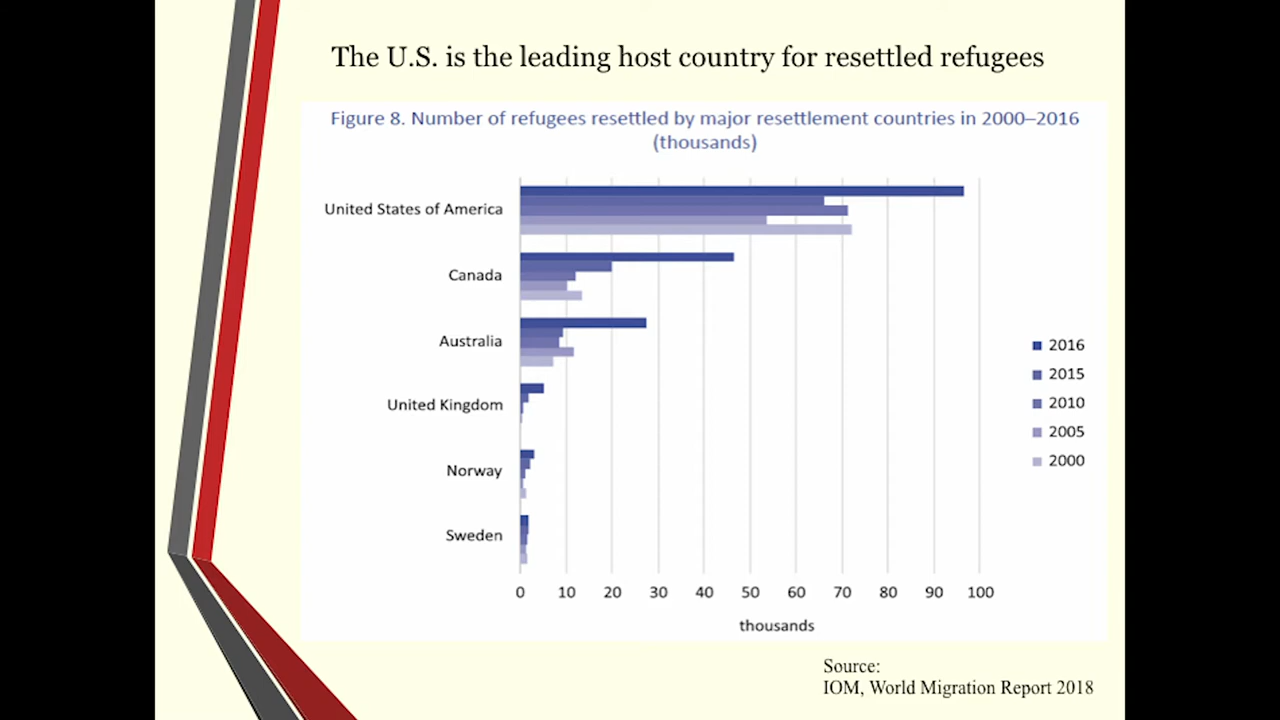 The U.S. is the leading host country for resettled refugees
Figure 8. Number of refugees resettled by major resettlement countries in 2000–2016
(thousands)
United States of America
Canada
Australia
United Kingdom
Norway
Sweden
2016
2015
2010
2005
2000
0 10 20 30 40 50 60 70 80 90 100
thousands
Source:
IOM, World Migration Report 2018